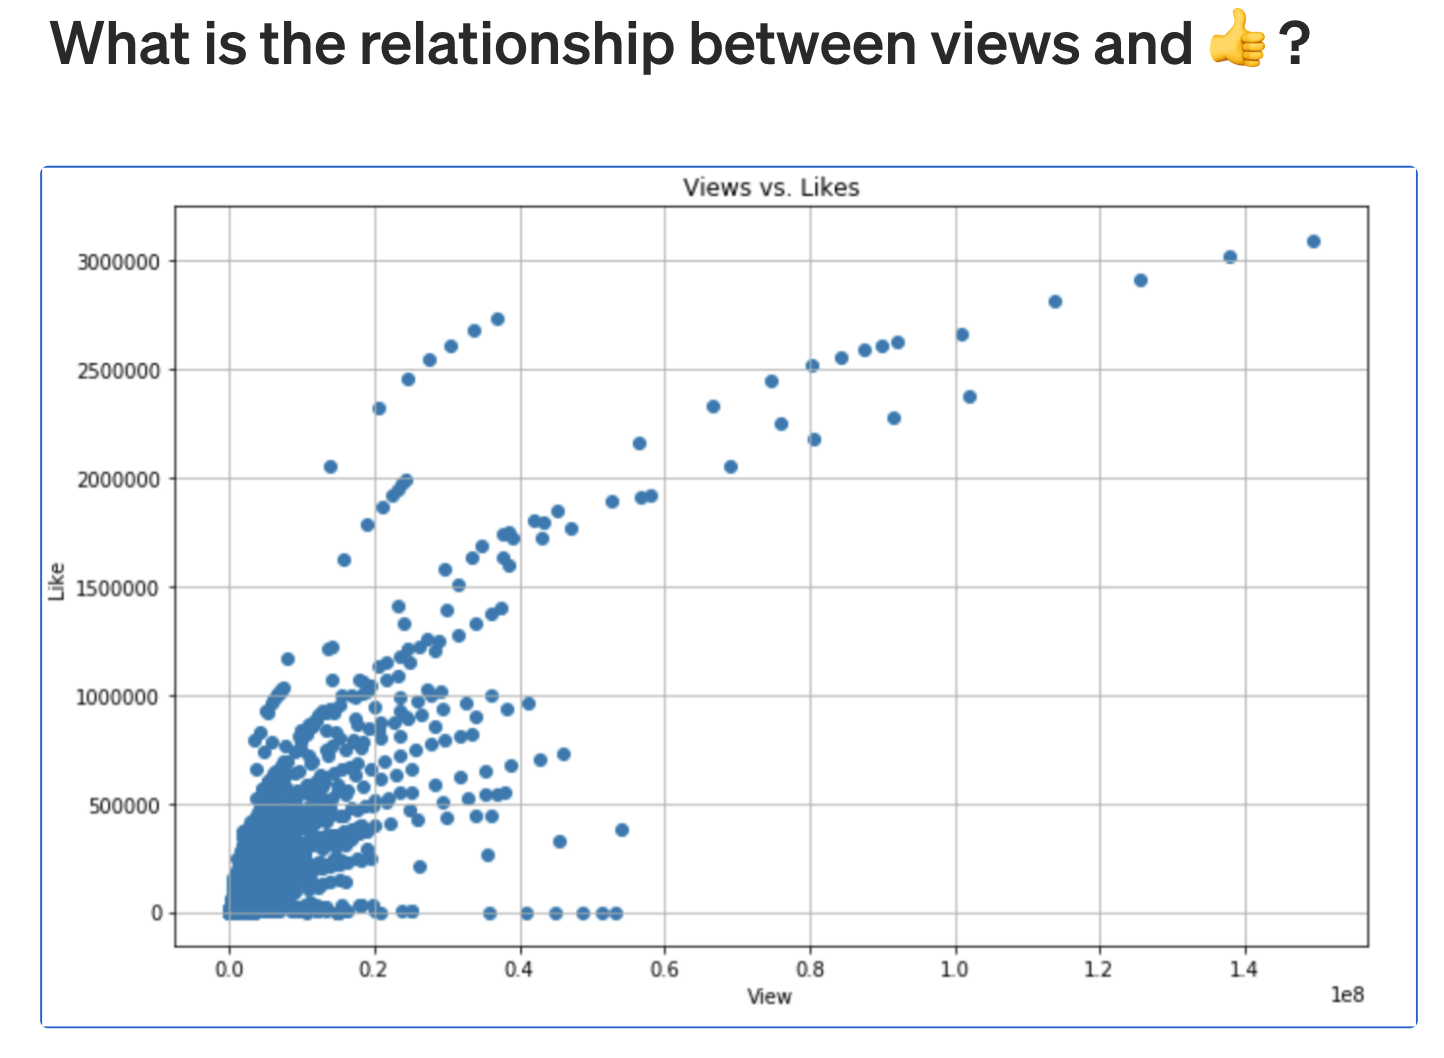 What is the relationship between views and 👍?
Views vs. Likes
3000000
2500000
2000000
1500000
1000000
500000
0
Like
0.0 0.2 0.4 0.6 0.8 1.0 1.2 1.4
View
1e8